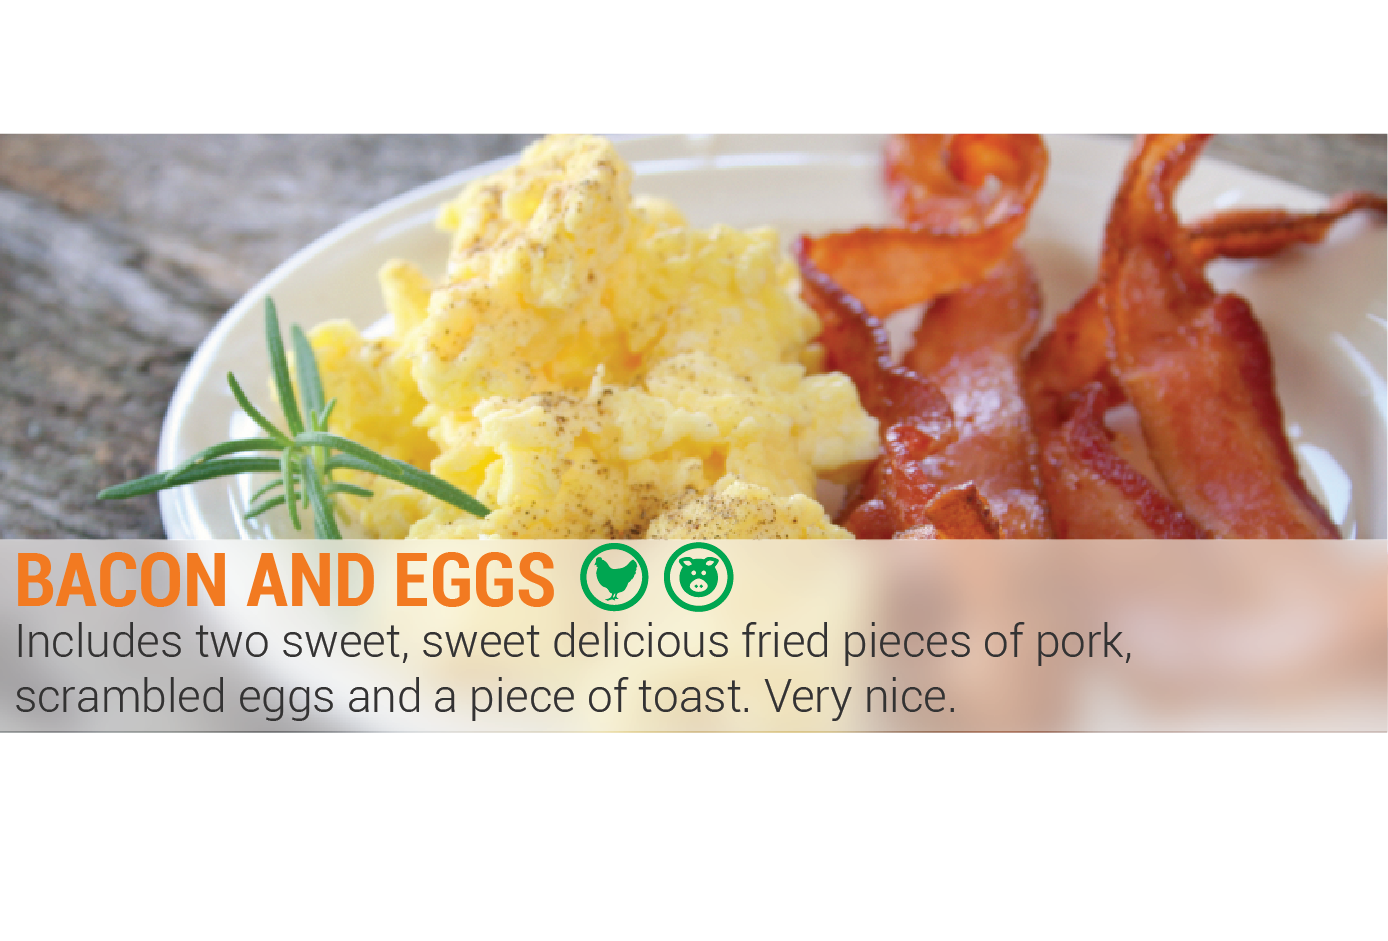 BACON AND EGGS
Includes two sweet, sweet delicious fried pieces of pork,
scrambled eggs and a piece of toast. Very nice.